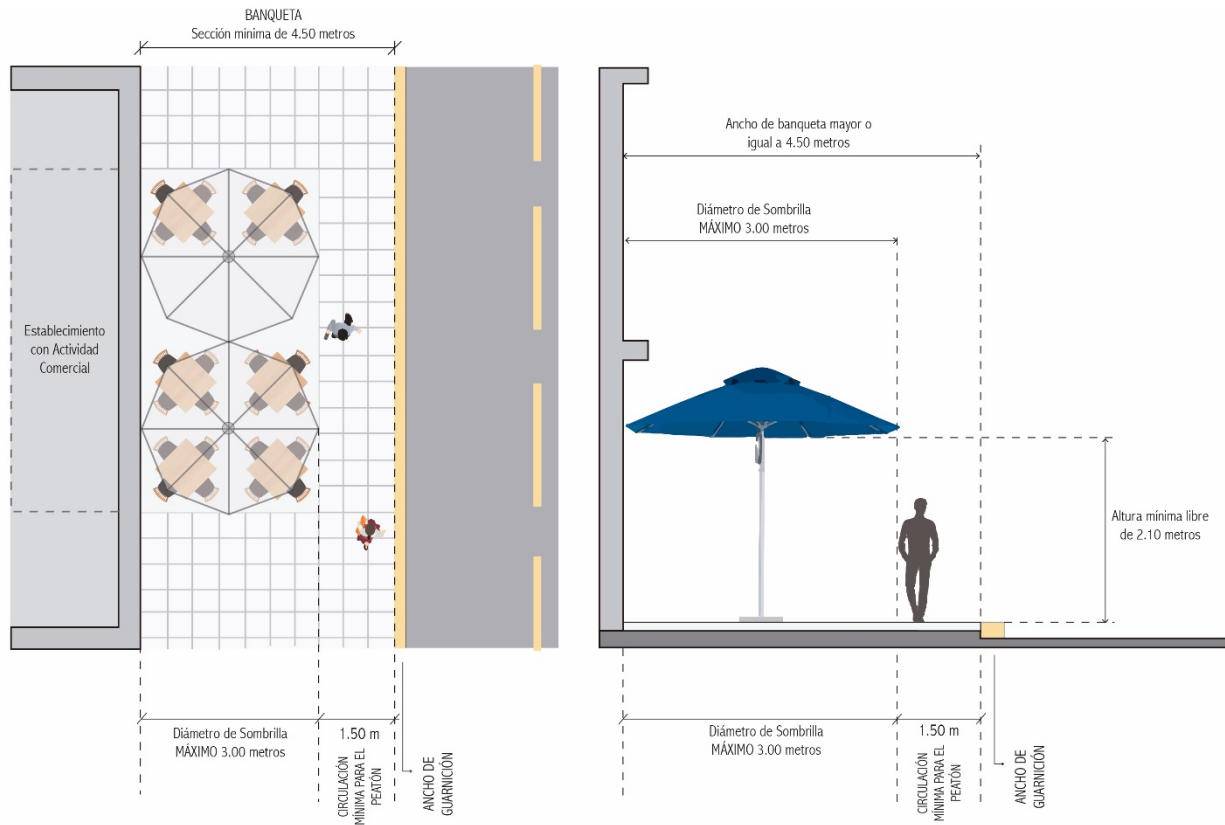 BANQUETA
Sección mínima de 4.50 metros
Establecimiento
con Actividad
Comercial
Diámetro de Sombrilla
MÁXIMO 3.00 metros
1.50 m
CIRCULACIÓN
MÍNIMA PARA EL
PEATÓN
ANCHO DE
GUARNICIÓN
Ancho de banqueta mayor o
igual a 4.50 metros
Diámetro de Sombrilla
MÁXIMO 3.00 metros
Altura mínima libre
de 2.10 metros
Diámetro de Sombrilla
MÁXIMO 3.00 metros
1.50 m
CIRCULACIÓN
MÍNIMA PARA EL
PEATÓN
ANCHO DE
GUARNICIÓN